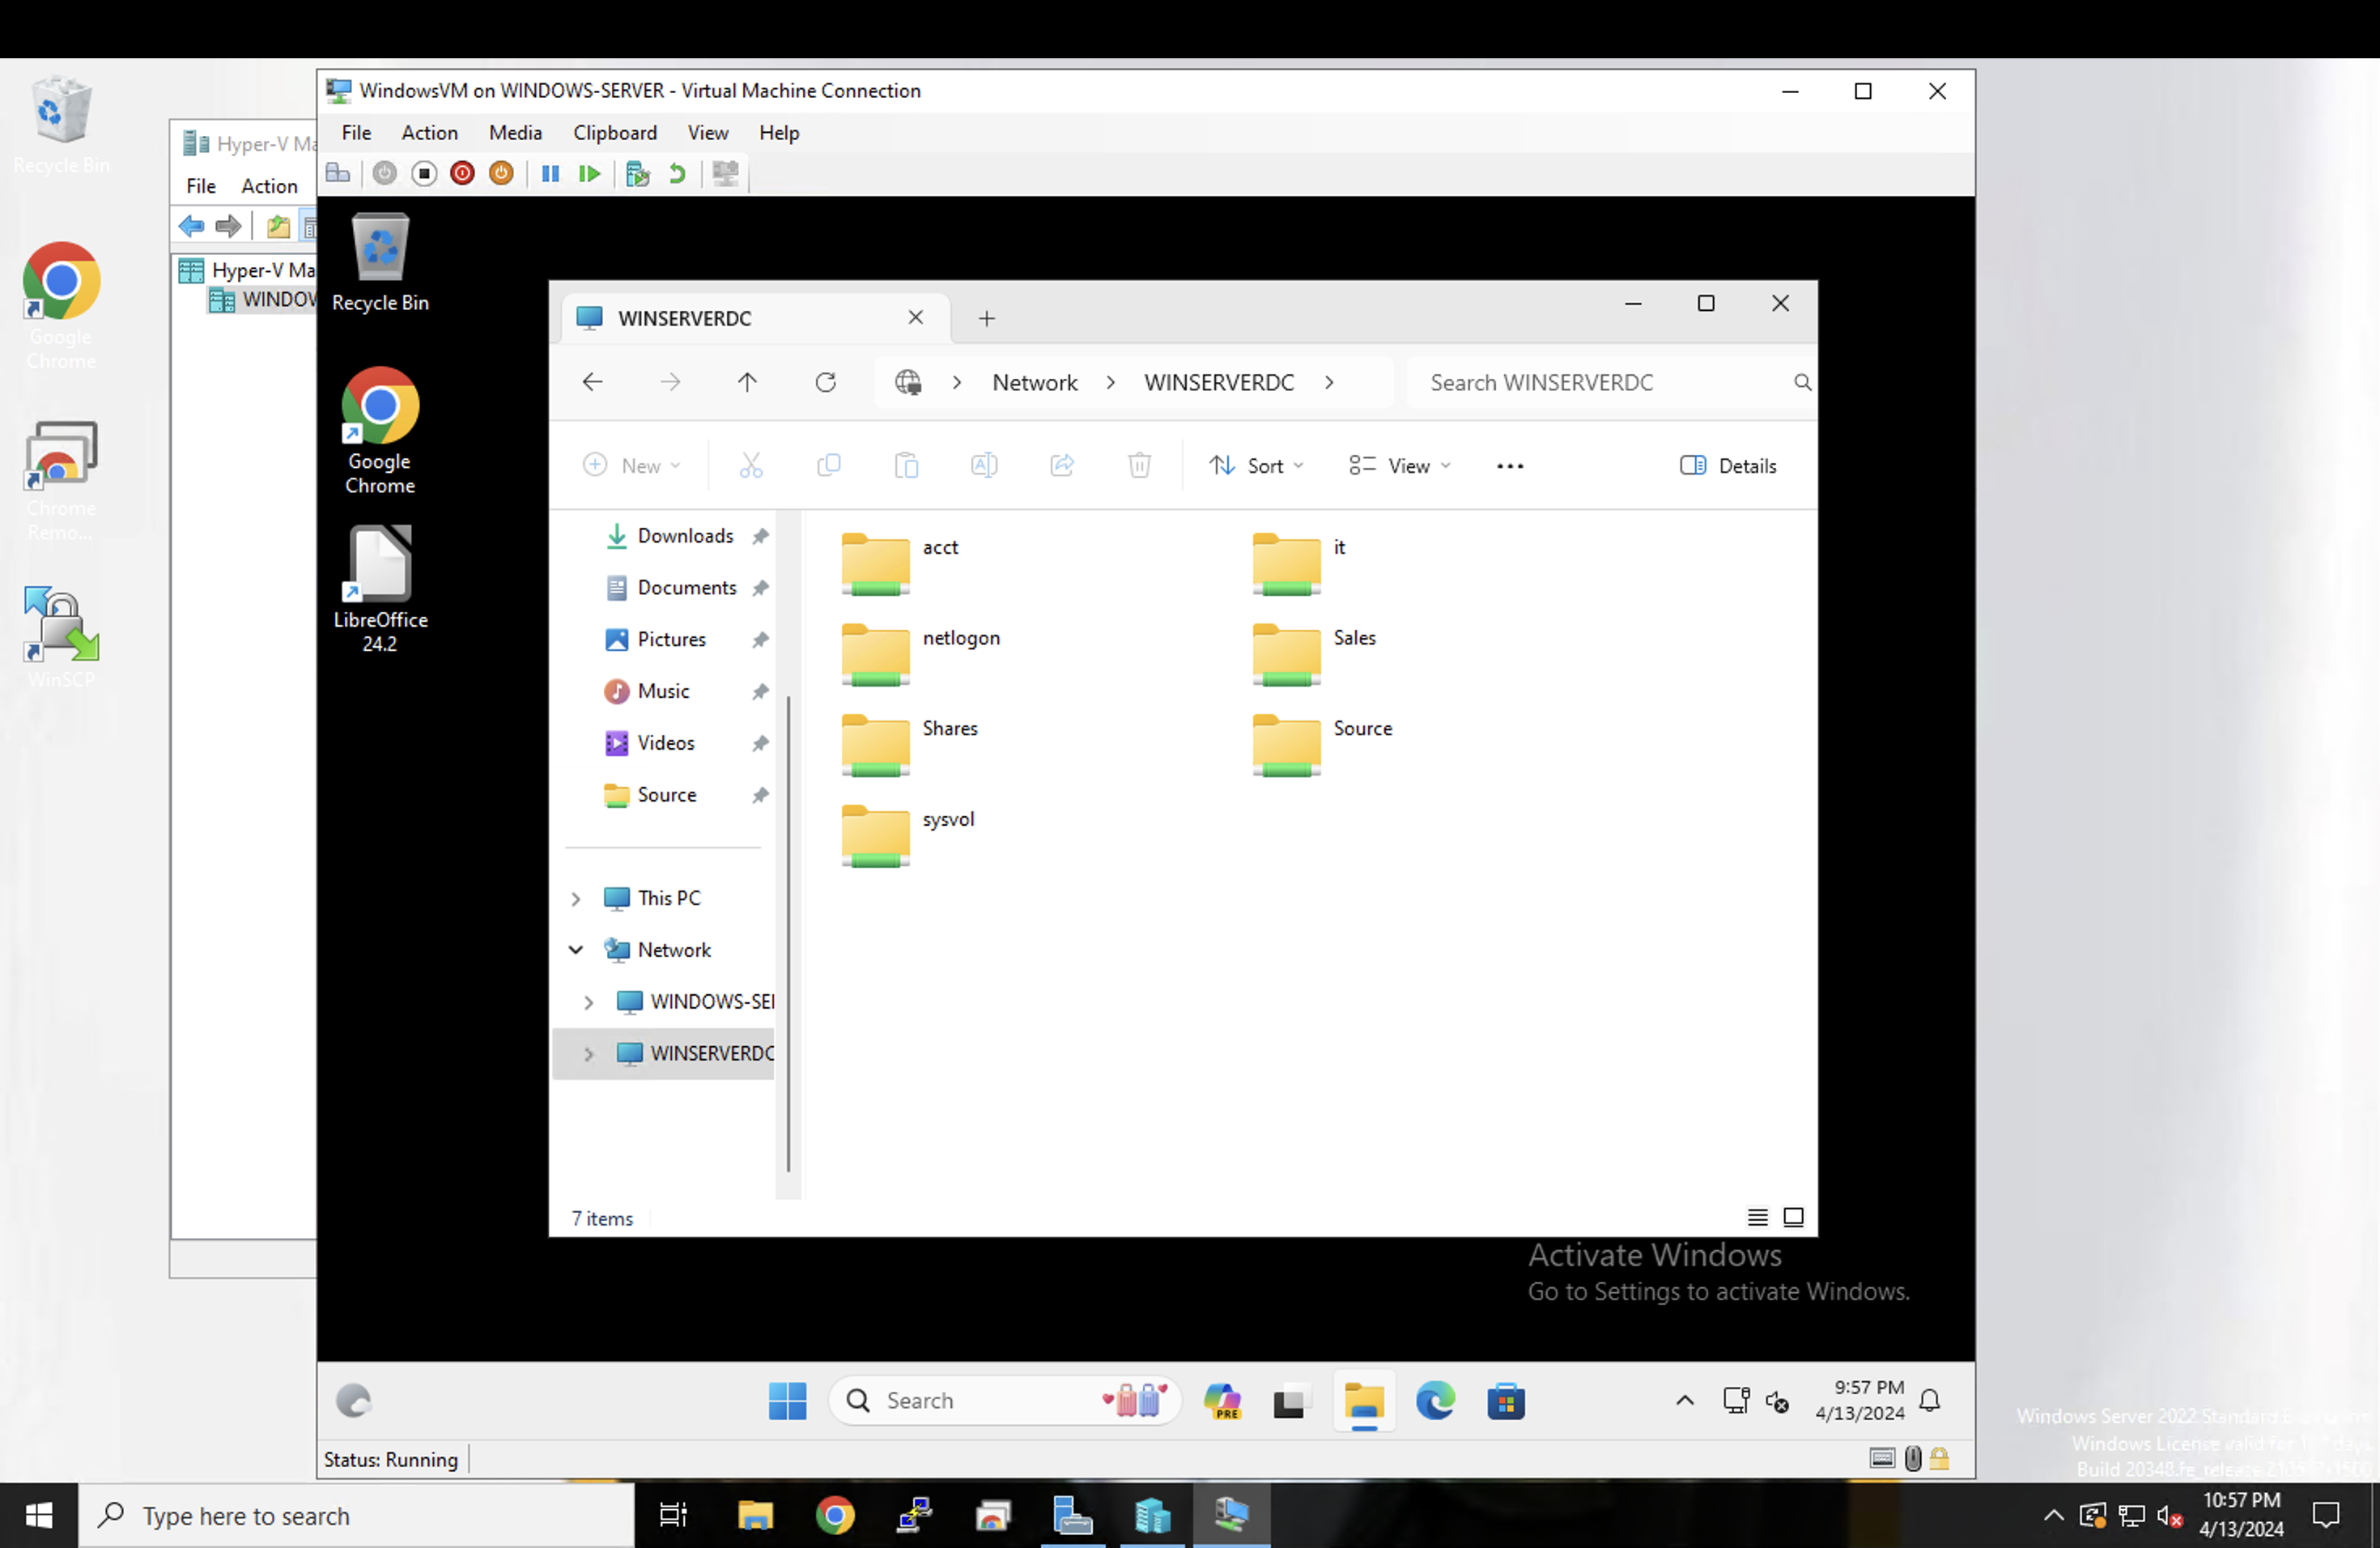 WindowsVM on WINDOWS-SERVER - Virtual Machine Connection
File Action Media Clipboard View Help
Recycle Bin
Google
Chrome
Chrome
Remo...
WinSCP
Hyper-V Ma
File Action
Hyper-V Ma
WINDOW
Recycle Bin
Google
Chrome
LibreOffice
24.2
WINSERVERDC
Network > WINSERVERDC >
Search WINSERVERDC
New
Sort
View
Details
Downloads
Documents
Pictures
Music
Videos
Source
This PC
Network
WINDOWS-SE
WINSERVERDC
acct
it
netlogon
Sales
Shares
Source
sysvol
7 items
Activate Windows
Go to Settings to activate Windows.
Search
PRE
9:57 PM
4/13/2024
Status: Running
Windows Server 2022 Standard
Windows License valid for days
Build 20348.fe_release
Type here to search
10:57 PM
4/13/2024